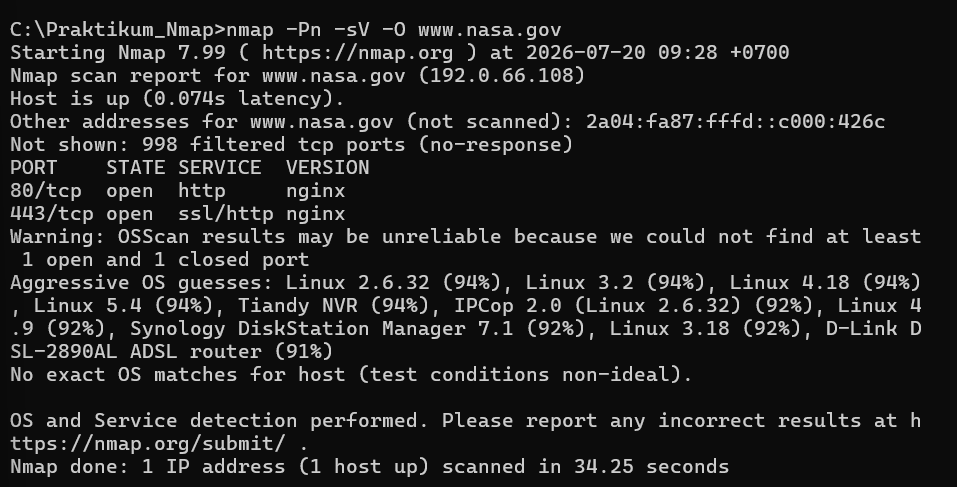 C:\Praktikum_Nmap>nmap -Pn -sV -O www.nasa.gov
Starting Nmap 7.99 ( https://nmap.org ) at 2026-07-20 09:28 +0700
Nmap scan report for www.nasa.gov (192.0.66.108)
Host is up (0.074s latency).
Other addresses for www.nasa.gov (not scanned): 2a04:fa87:fffd::c000:426c
Not shown: 998 filtered tcp ports (no-response)
PORT    STATE SERVICE  VERSION
80/tcp  open  http     nginx
443/tcp open  ssl/http nginx
Warning: OSScan results may be unreliable because we could not find at least
 1 open and 1 closed port
Aggressive OS guesses: Linux 2.6.32 (94%), Linux 3.2 (94%), Linux 4.18 (94%)
, Linux 5.4 (94%), Tiandy NVR (94%), IPCop 2.0 (Linux 2.6.32) (92%), Linux 4
.9 (92%), Synology DiskStation Manager 7.1 (92%), Linux 3.18 (92%), D-Link D
SL-2890AL ADSL router (91%)
No exact OS matches for host (test conditions non-ideal).

OS and Service detection performed. Please report any incorrect results at h
ttps://nmap.org/submit/ .
Nmap done: 1 IP address (1 host up) scanned in 34.25 seconds